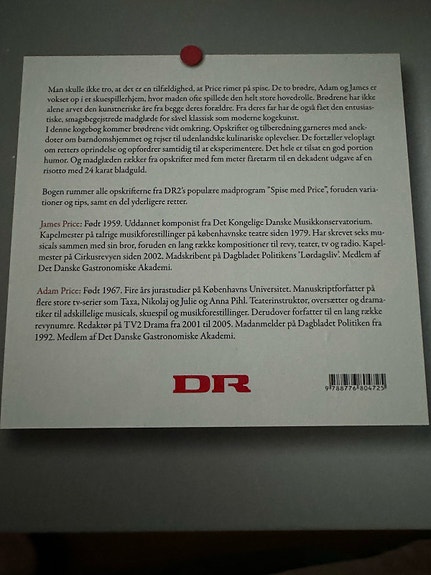 Man skulle ikke tro, at det er en tilfældighed, at Price rimer på spise. De to brødre, Adam og James er
vokset op i et skuespillerhjem, hvor maden ofte spillede den helt store hovedrolle. Brødrene har ikke
alene arvet den kunstneriske åre fra begge deres forældre. Fra deres far har de også fået den entusias-
tiske, smagsbegejstrede madglæde for såvel klassisk som moderne kogekunst.
I denne kogebog kommer brødrene vidt omkring. Opskrifter og tilberedning garneres med anek-
doter om barndomshjemmet og rejser til udenlandske kulinariske oplevelser. De fortæller veloplagt
om retters oprindelse og opfordrer samtidig til at eksperimentere. Det hele er tilsat en god portion
humor. Og madglæden rækker fra opskrifter med fem meter fåretarm til en dekadent udgave af en
risotto med 24 karat bladguld.
Bogen rummer alle opskrifterne fra DR2's populære madprogram "Spise med Price", foruden varia-
tioner og tips, samt en del yderligere retter.
James Price: Født 1959. Uddannet komponist fra Det Kongelige Danske Musikkonservatorium.
Kapelmester på talrige musikforestillinger på københavnske teatre siden 1979. Har skrevet seks mu-
sicals sammen med sin bror, foruden en lang række kompositioner til revy, teater, tv og radio. Kapel-
mester på Cirkusrevyen siden 2002. Madskribent på Dagbladet Politikens 'Lørdagsliv'. Medlem af
Det Danske Gastronomiske Akademi.
Adam Price: Født 1967. Fire års jurastudier på Københavns Universitet. Manuskriptforfatter på
flere store tv-serier som Taxa, Nikolaj og Julie og Anna Pihl. Teaterinstruktør, oversætter og drama-
tiker til adskillelige musicals, skuespil og musikforestillinger. Derudover forfatter til en lang række
revynumre. Redaktør på TV2 Drama fra 2001 til 2005. Madanmelder på Dagbladet Politiken fra
1992. Medlem af Det Danske Gastronomiske Akademi.
DR
9 788776 804725